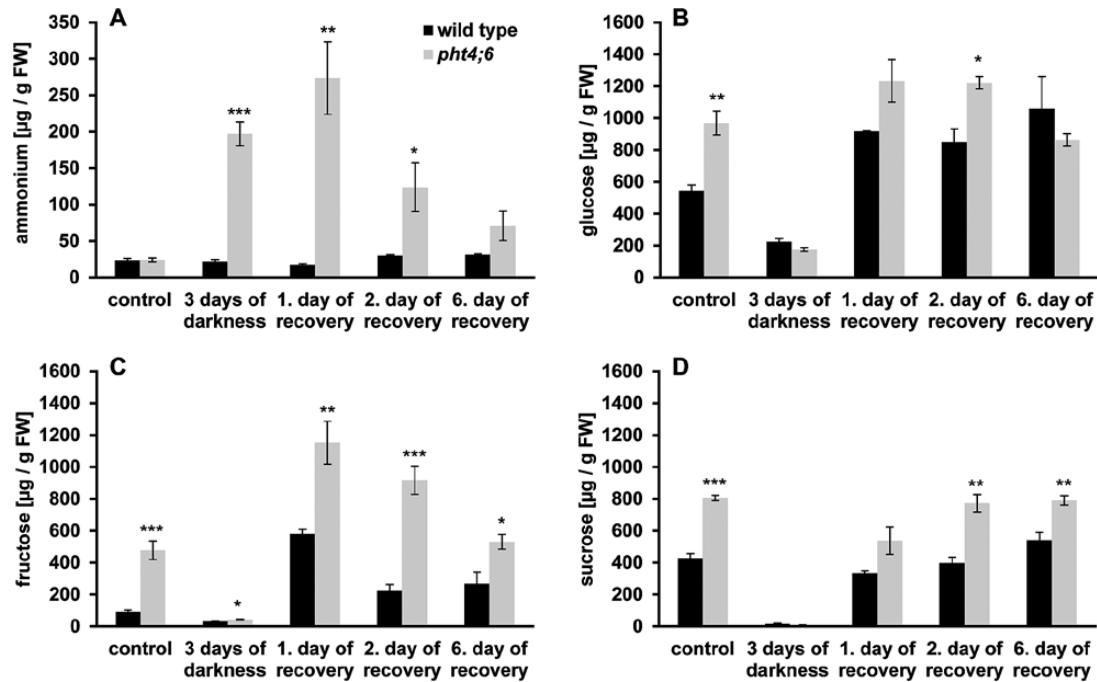 A
wild type
pht4;6
ammonium [µg / g FW]
350
300
250
200
150
100
50
0
***
**
*
control
3 days of
darkness
1. day of
recovery
2. day of
recovery
6. day of
recovery
B
glucose [µg / g FW]
1600
1400
1200
1000
800
600
400
200
0
**
*
control
3 days of
darkness
1. day of
recovery
2. day of
recovery
6. day of
recovery
C
fructose [µg / g FW]
1600
1400
1200
1000
800
600
400
200
0
***
*
**
***
*
control
3 days of
darkness
1. day of
recovery
2. day of
recovery
6. day of
recovery
D
sucrose [µg / g FW]
1600
1400
1200
1000
800
600
400
200
0
***
**
**
control
3 days of
darkness
1. day of
recovery
2. day of
recovery
6. day of
recovery